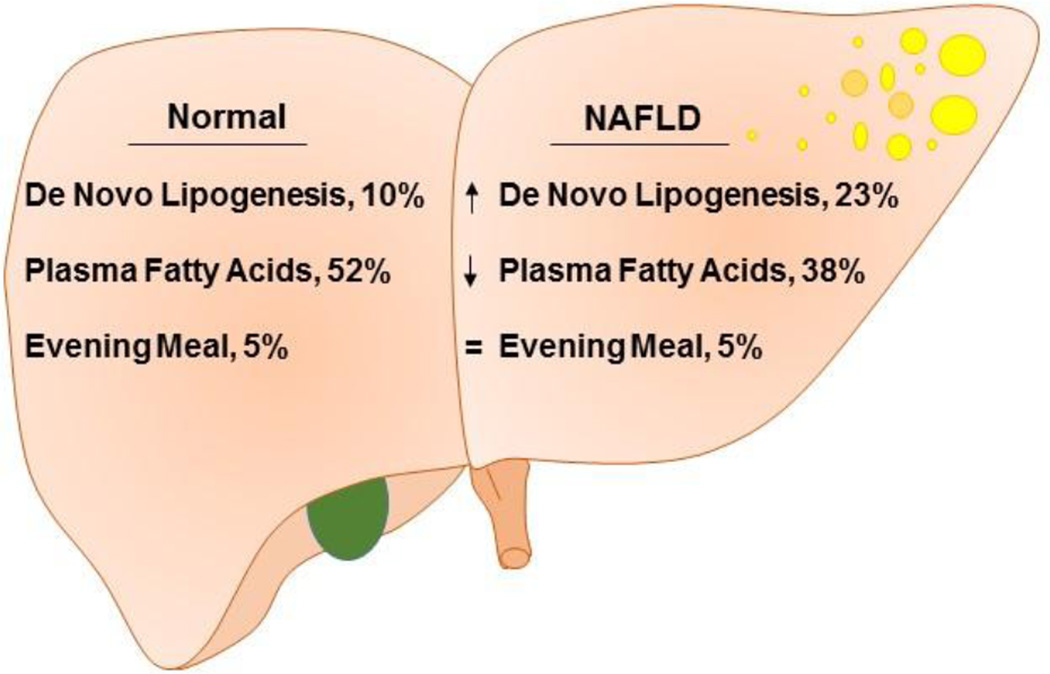 Normal
De Novo Lipogenesis, 10%
Plasma Fatty Acids, 52%
Evening Meal, 5%
NAFLD
↑ De Novo Lipogenesis, 23%
↓ Plasma Fatty Acids, 38%
= Evening Meal, 5%